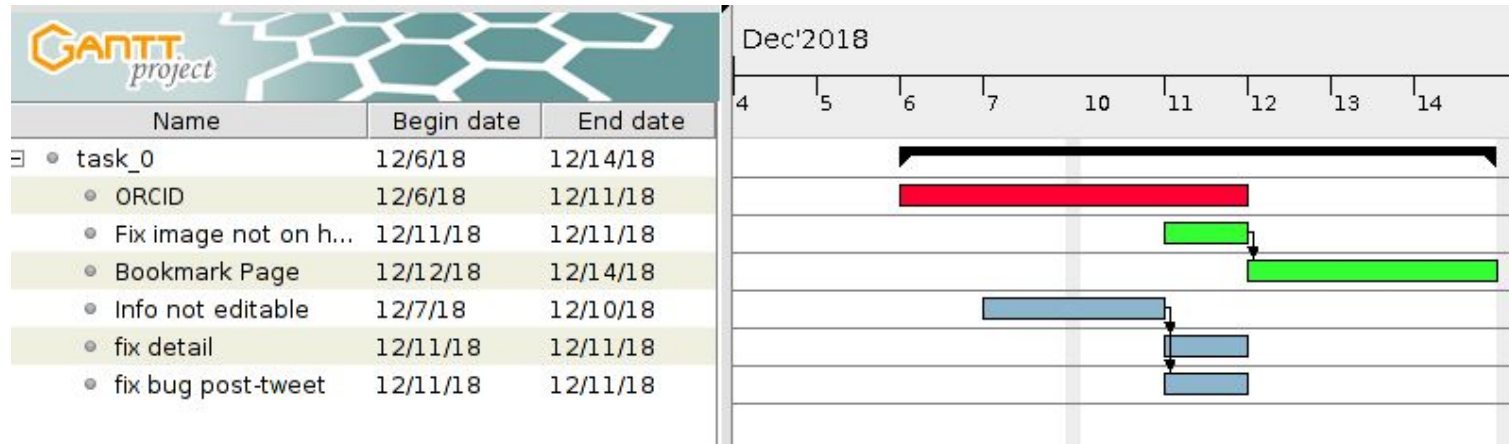 GANTT
project
Dec'2018
4 5 6 7 10 11 12 13 14
Name Begin date End date
task_0 12/6/18 12/14/18
ORCID 12/6/18 12/11/18
Fix image not on h... 12/11/18 12/11/18
Bookmark Page 12/12/18 12/14/18
Info not editable 12/7/18 12/10/18
fix detail 12/11/18 12/11/18
fix bug post-tweet 12/11/18 12/11/18